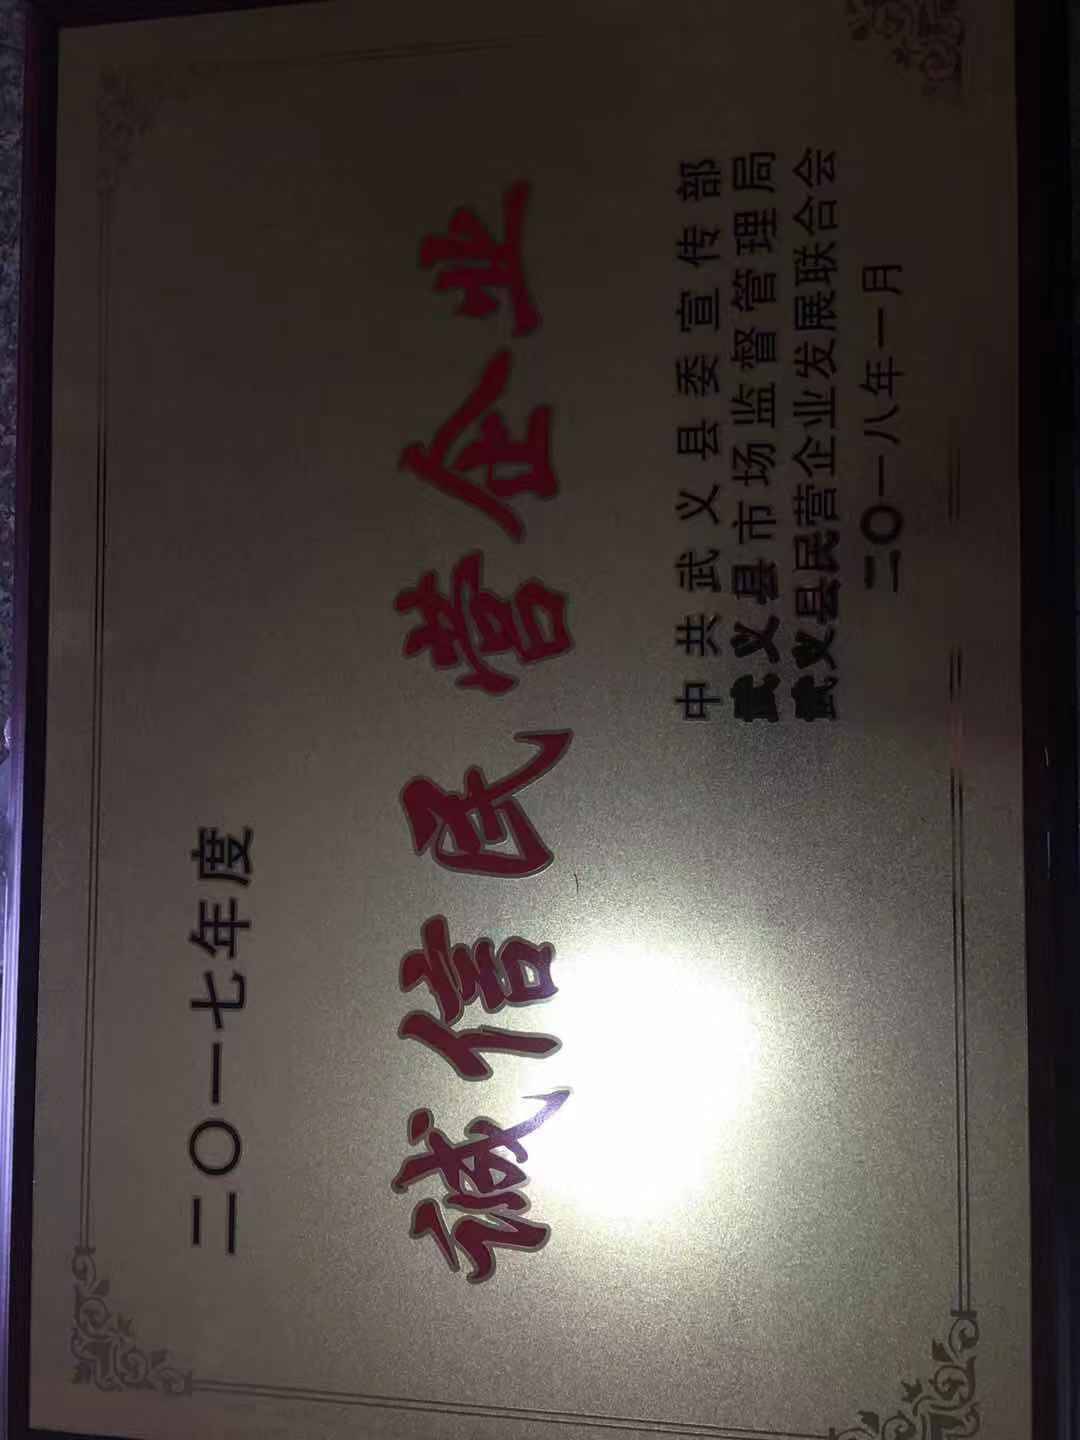 二〇一七年度
诚信民营企业
中共武义县委宣传部
武义县市场监督管理局
武义县民营企业发展联合会
二〇一八年一月